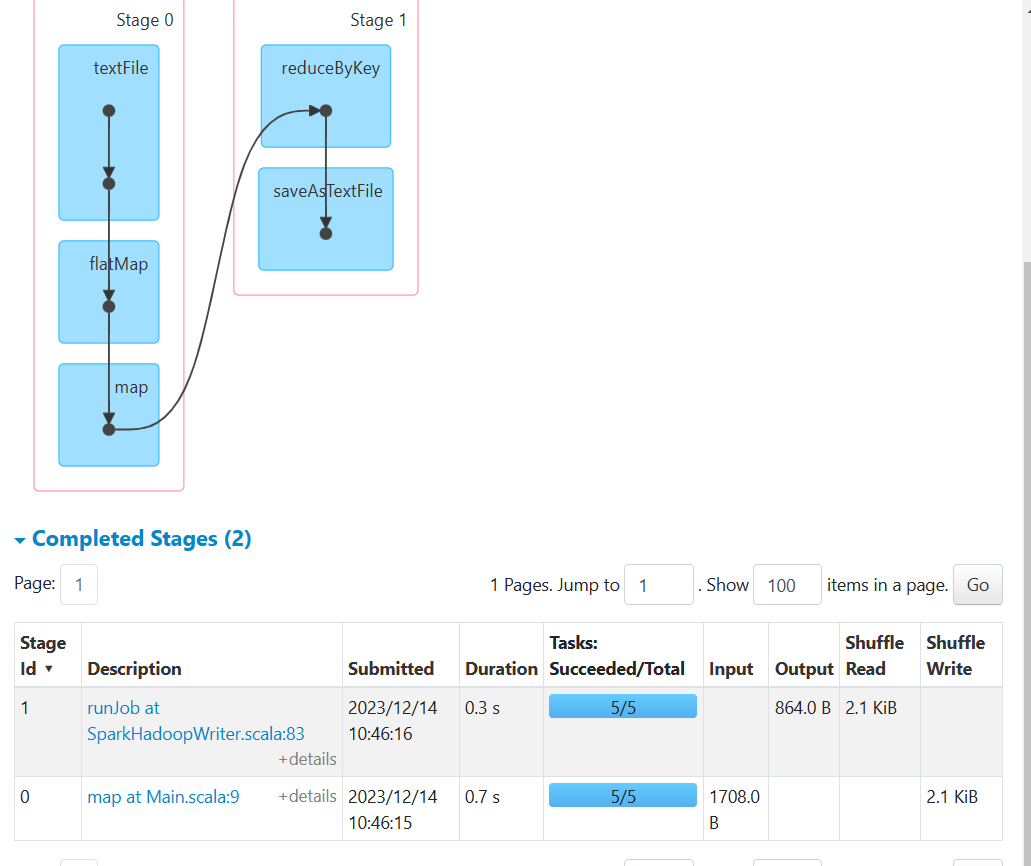 Stage 0
Stage 1
textFile
reduceByKey
saveAsTextFile
flatMap
map
Completed Stages (2)
Page: 1
1 Pages. Jump to 1 . Show 100 items in a page. Go
Stage Id ▼ Description Submitted Duration Tasks: Succeeded/Total Input Output Shuffle Read Shuffle Write
1 runJob at SparkHadoopWriter.scala:83 +details 2023/12/14 10:46:16 0.3 s 5/5 864.0 B 2.1 KiB
0 map at Main.scala:9 +details 2023/12/14 10:46:15 0.7 s 5/5 1708.0 B 2.1 KiB